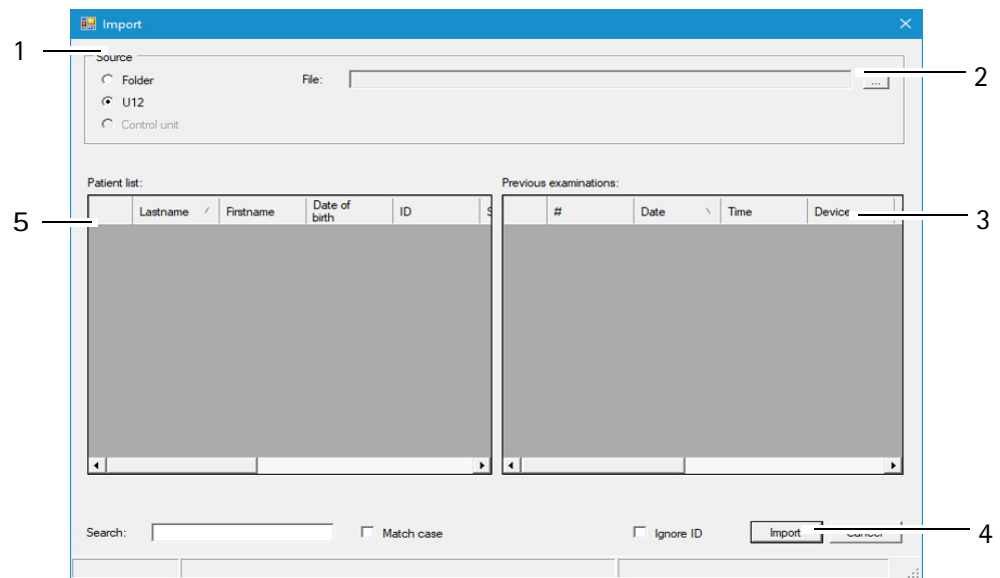 Import
1
Source
Folder
File:
...
2
U12
Control unit
Patient list:
Previous examinations:
5
Lastname Firstname Date of birth ID S
# Date Time Device
3
Search:
Match case
Ignore ID
Import
Cancel
4